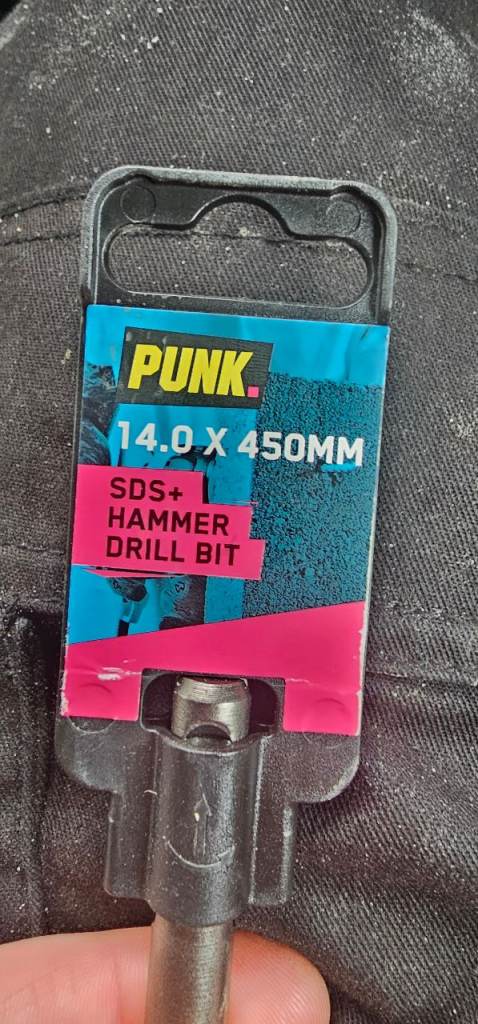 PUNK.
14.0 X 450MM
SDS+
HAMMER
DRILL BIT